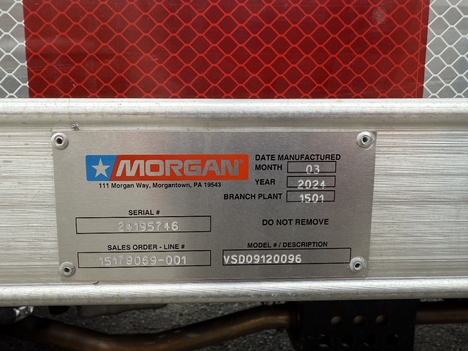 MORGAN
111 Morgan Way, Morgantown, PA 19543
DATE MANUFACTURED
MONTH 03
YEAR 2024
BRANCH PLANT 1501
SERIAL #
DO NOT REMOVE
SALES ORDER - LINE #
15179069-001
MODEL # / DESCRIPTION
VSD09120096